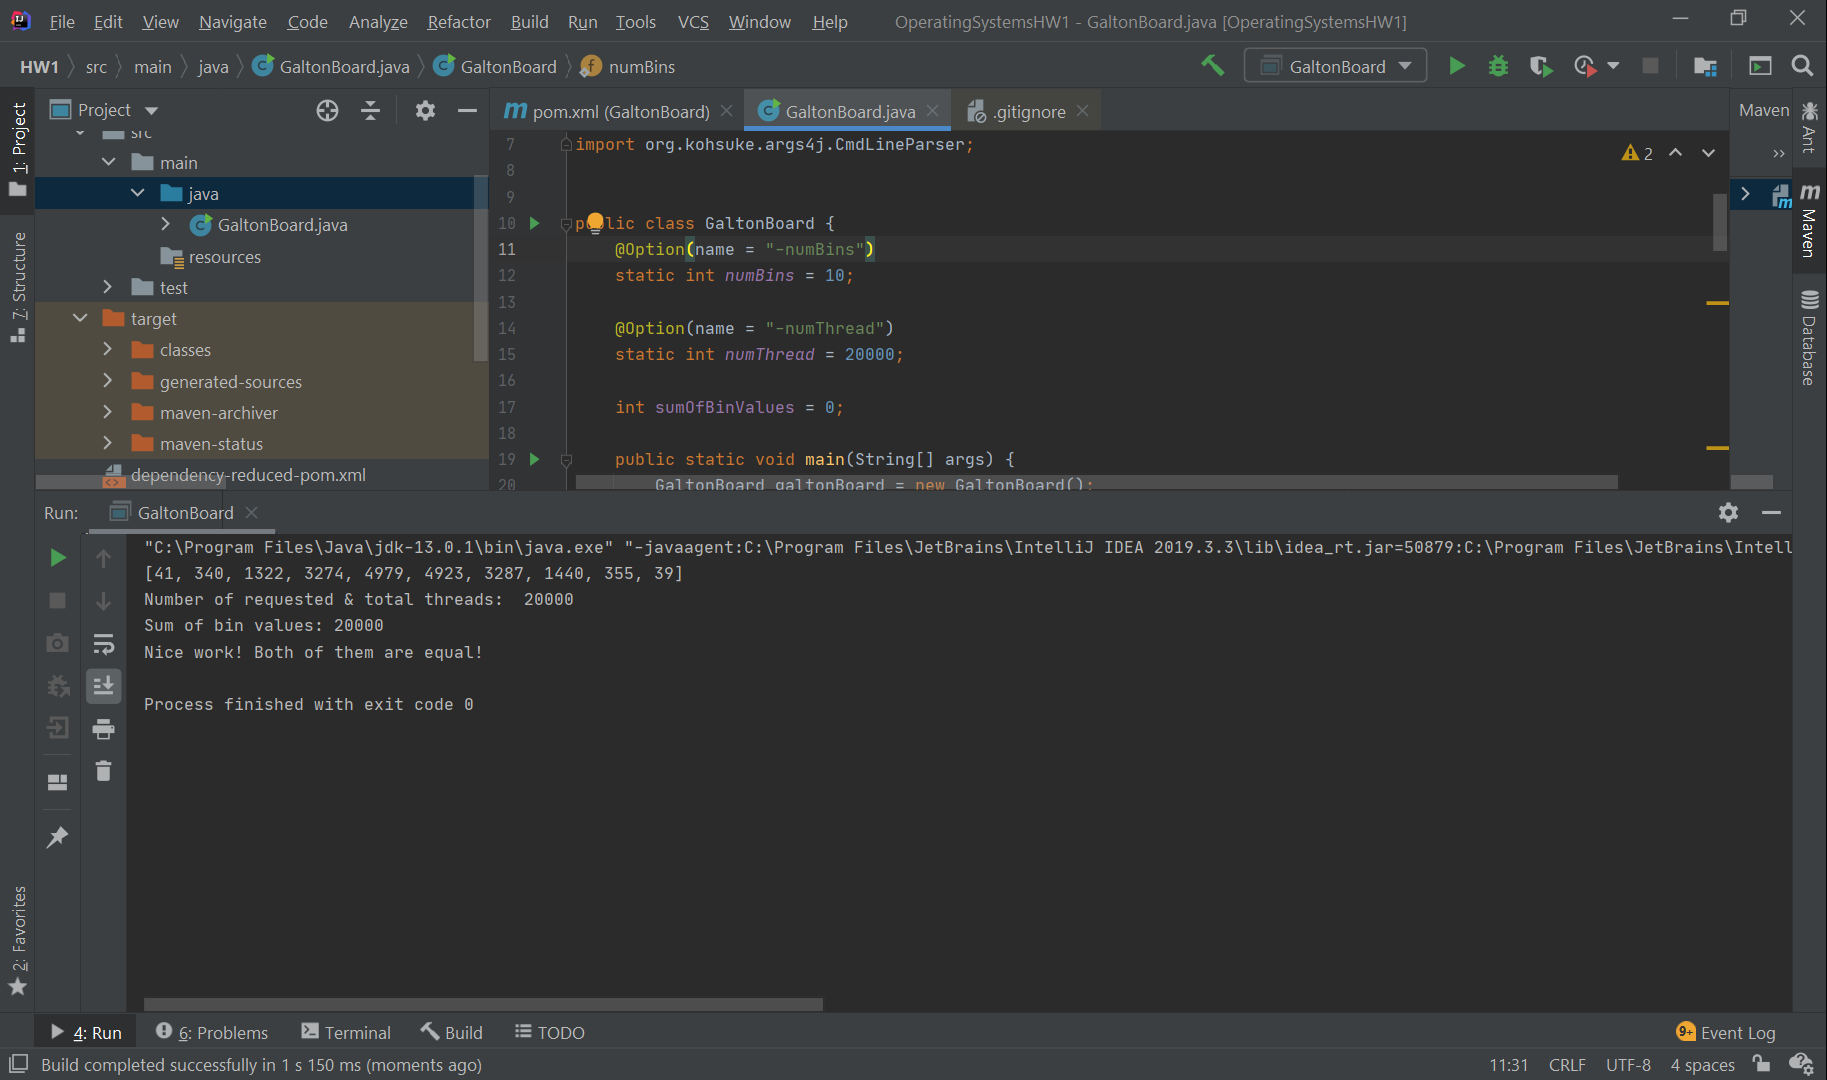 File Edit View Navigate Code Analyze Refactor Build Run Tools VCS Window Help OperatingSystemsHW1 - GaltonBoard.java [OperatingSystemsHW1]
HW1 src main java GaltonBoard.java GaltonBoard numBins GaltonBoard
1: Project
7: Structure
2: Favorites
Project
src
main
java
GaltonBoard.java
resources
test
target
classes
generated-sources
maven-archiver
maven-status
dependency-reduced-pom.xml
pom.xml (GaltonBoard) GaltonBoard.java .gitignore
7 import org.kohsuke.args4j.CmdLineParser;
8
9
10 public class GaltonBoard {
11 @Option(name = "-numBins")
12 static int numBins = 10;
13
14 @Option(name = "-numThread")
15 static int numThread = 20000;
16
17 int sumOfBinValues = 0;
18
19 public static void main(String[] args) {
20 GaltonBoard galtonBoard = new GaltonBoard();
2
Maven
Ant
Maven
Database
Run: GaltonBoard
"C:\Program Files\Java\jdk-13.0.1\bin\java.exe" "-javaagent:C:\Program Files\JetBrains\IntelliJ IDEA 2019.3.3\lib\idea_rt.jar=50879:C:\Program Files\JetBrains\Intell
[41, 340, 1322, 3274, 4979, 4923, 3287, 1440, 355, 39]
Number of requested & total threads:  20000
Sum of bin values: 20000
Nice work! Both of them are equal!
Process finished with exit code 0
4: Run 6: Problems Terminal Build TODO 9+ Event Log
Build completed successfully in 1 s 150 ms (moments ago) 11:31 CRLF UTF-8 4 spaces